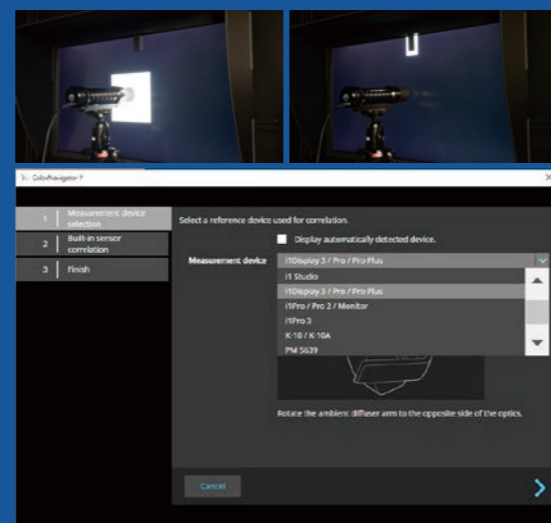 ColorNavigator 7
1 Measurement device selection
Select a reference device used for correlation.
2 Built-in sensor correlation
Display automatically detected device.
3 Finish
Measurement device
i1Display 3 / Pro / Pro Plus
i1 Studio
i1Display 3 / Pro / Pro Plus
i1Pro / Pro 2 / Monitor
i1Pro 3
K-10 / K-10A
PM 5639
Rotate the ambient diffuser arm to the opposite side of the optics.
Cancel